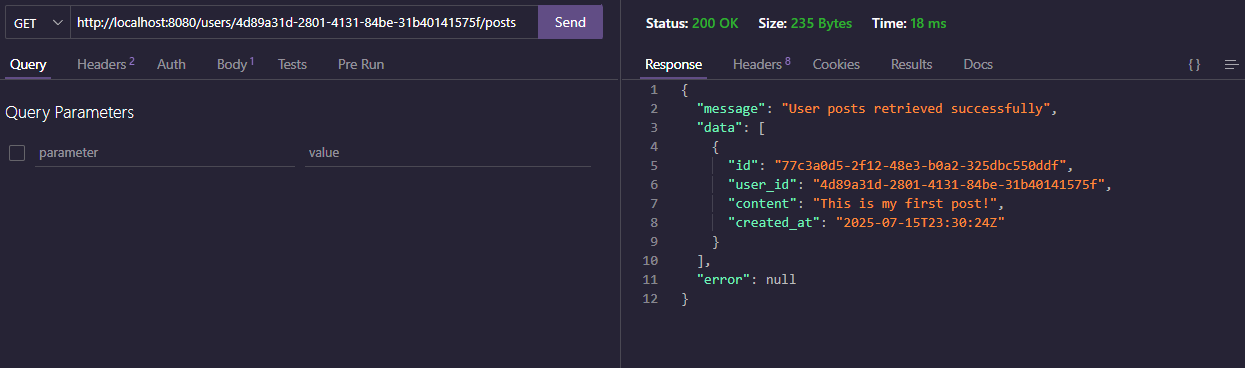 GET http://localhost:8080/users/4d89a31d-2801-4131-84be-31b40141575f/posts Send
Query Headers 2 Auth Body 1 Tests Pre Run
Query Parameters
parameter value
Status: 200 OK Size: 235 Bytes Time: 18 ms
Response Headers 8 Cookies Results Docs { }
1 {
2 "message": "User posts retrieved successfully",
3 "data": [
4 {
5 "id": "77c3a0d5-2f12-48e3-b0a2-325dbc550ddf",
6 "user_id": "4d89a31d-2801-4131-84be-31b40141575f",
7 "content": "This is my first post!",
8 "created_at": "2025-07-15T23:30:24Z"
9 }
10 ],
11 "error": null
12 }